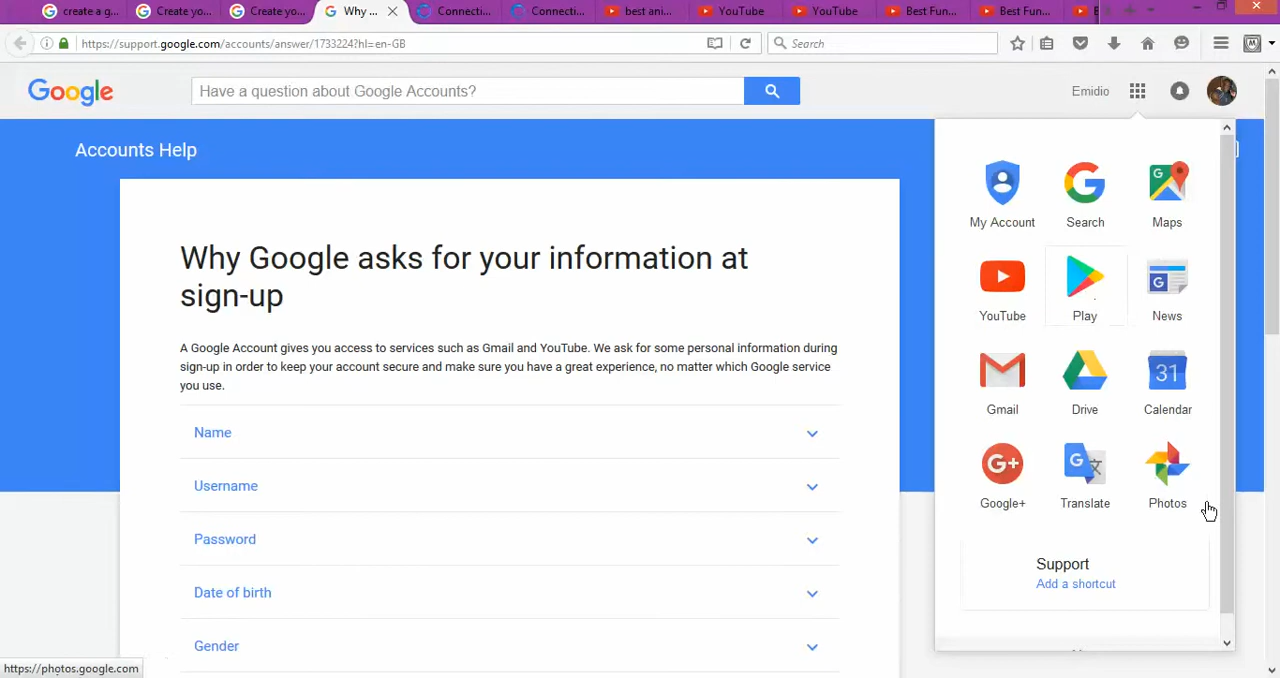 create a g...
Create yo...
Create yo...
Why ...
Connecti...
Connecti...
best ani...
YouTube
YouTube
Best Fun...
Best Fun...
https://support.google.com/accounts/answer/1733224?hl=en-GB
Search
Google
Have a question about Google Accounts?
Emidio
Accounts Help
Why Google asks for your information at
sign-up
A Google Account gives you access to services such as Gmail and YouTube. We ask for some personal information during
sign-up in order to keep your account secure and make sure you have a great experience, no matter which Google service
you use.
Name
Username
Password
Date of birth
Gender
My Account
Search
Maps
YouTube
Play
News
Gmail
Drive
31
Calendar
G+
Google+
Translate
Photos
Support
Add a shortcut
https://photos.google.com